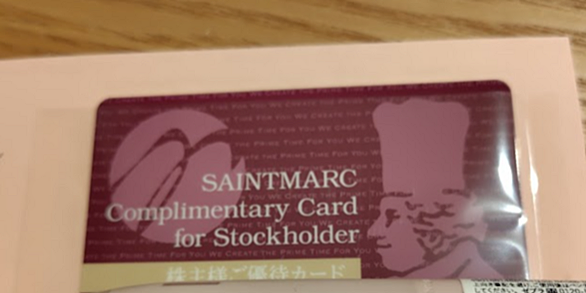 SAINTMARC
Complimentary Card
for Stockholder
株主様ご優待カード